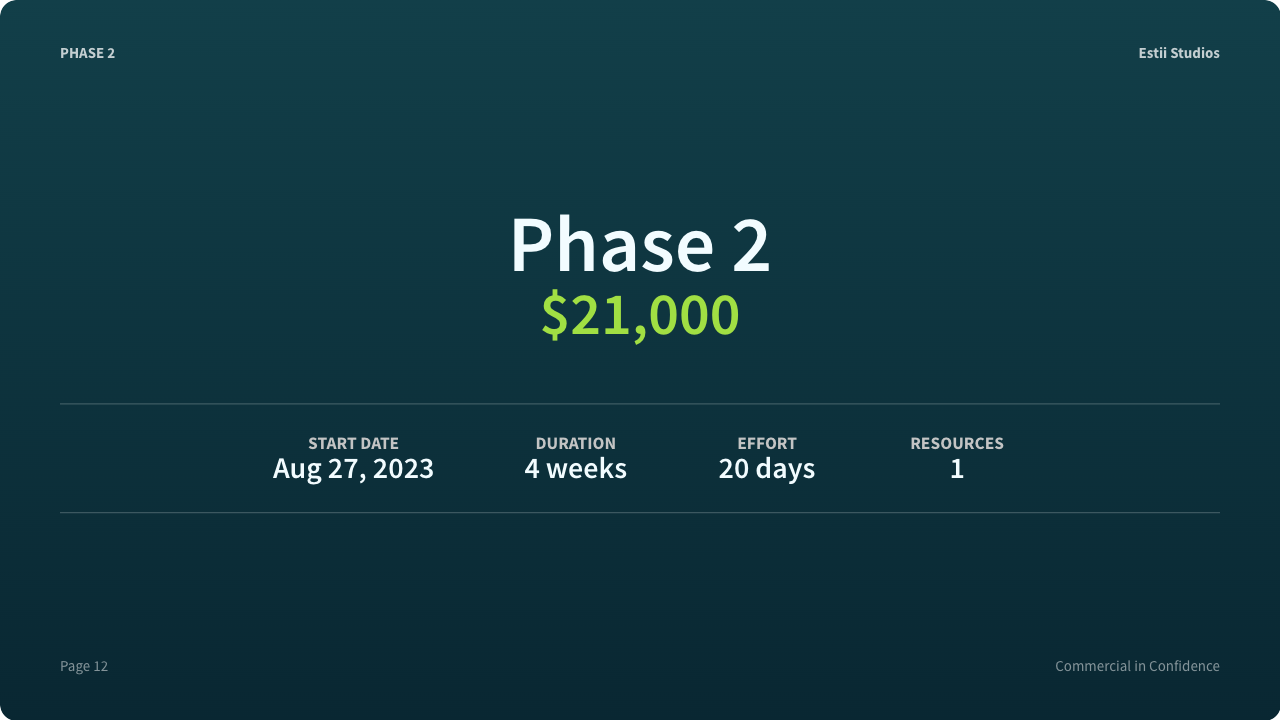 PHASE 2
Estii Studios
Phase 2
$21,000
START DATE
Aug 27, 2023
DURATION
4 weeks
EFFORT
20 days
RESOURCES
1
Page 12
Commercial in Confidence